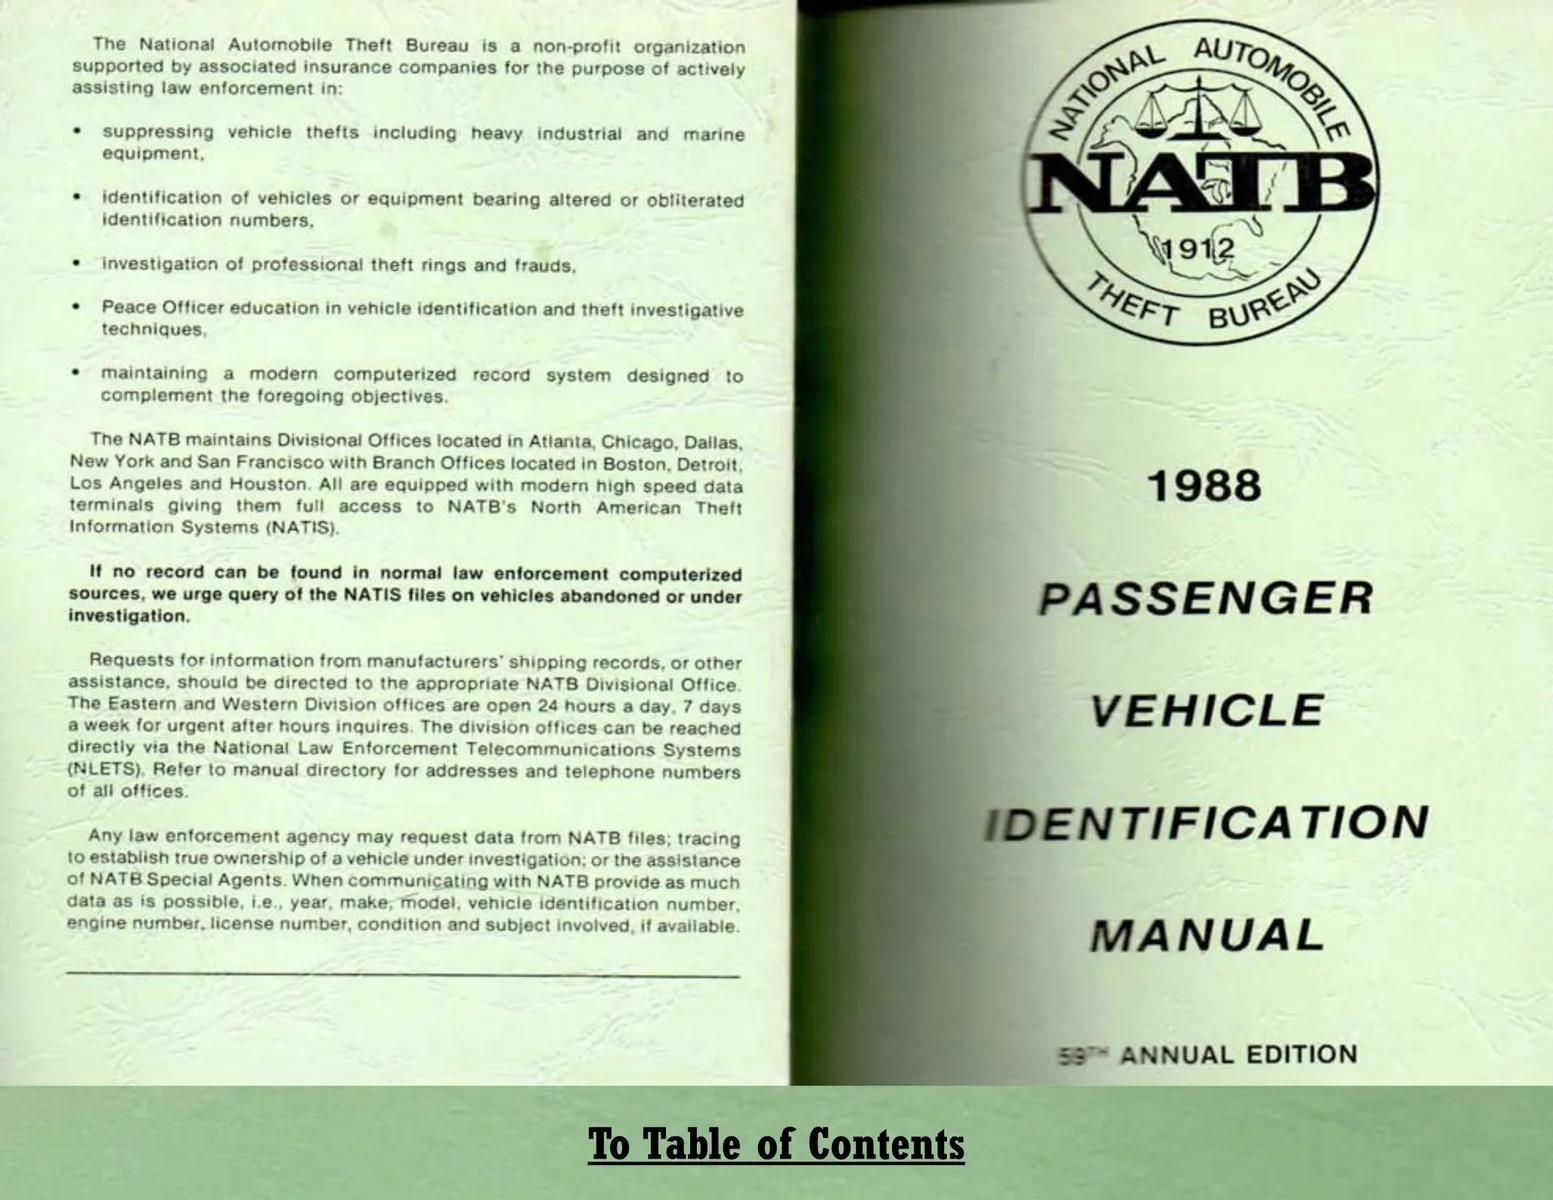 The National Automobile Theft Bureau is a non-profit organization
supported by associated insurance companies for the purpose of actively
assisting law enforcement in:
• suppressing vehicle thefts including heavy industrial and marine
equipment,
• identification of vehicles or equipment bearing altered or obliterated
identification numbers,
• investigation of professional theft rings and frauds,
• Peace Officer education in vehicle identification and theft investigative
techniques,
• maintaining a modern computerized record system designed to
complement the foregoing objectives.
The NATB maintains Divisional Offices located in Atlanta, Chicago, Dallas,
New York and San Francisco with Branch Offices located in Boston, Detroit,
Los Angeles and Houston. All are equipped with modern high speed data
terminals giving them full access to NATB's North American Theft
Information Systems (NATIS).
If no record can be found in normal law enforcement computerized
sources, we urge query of the NATIS files on vehicles abandoned or under
investigation.
Requests for information from manufacturers' shipping records, or other
assistance, should be directed to the appropriate NATB Divisional Office.
The Eastern and Western Division offices are open 24 hours a day, 7 days
a week for urgent after hours inquires. The division offices can be reached
directly via the National Law Enforcement Telecommunications Systems
(NLETS). Refer to manual directory for addresses and telephone numbers
of all offices.
Any law enforcement agency may request data from NATB files; tracing
to establish true ownership of a vehicle under investigation; or the assistance
of NATB Special Agents. When communicating with NATB provide as much
data as is possible, i.e., year, make, model, vehicle identification number,
engine number, license number, condition and subject involved, if available.
NATIONAL AUTOMOBILE
NATB
1912
THEFT BUREAU
1988
PASSENGER
VEHICLE
IDENTIFICATION
MANUAL
59TH ANNUAL EDITION
To Table of Contents